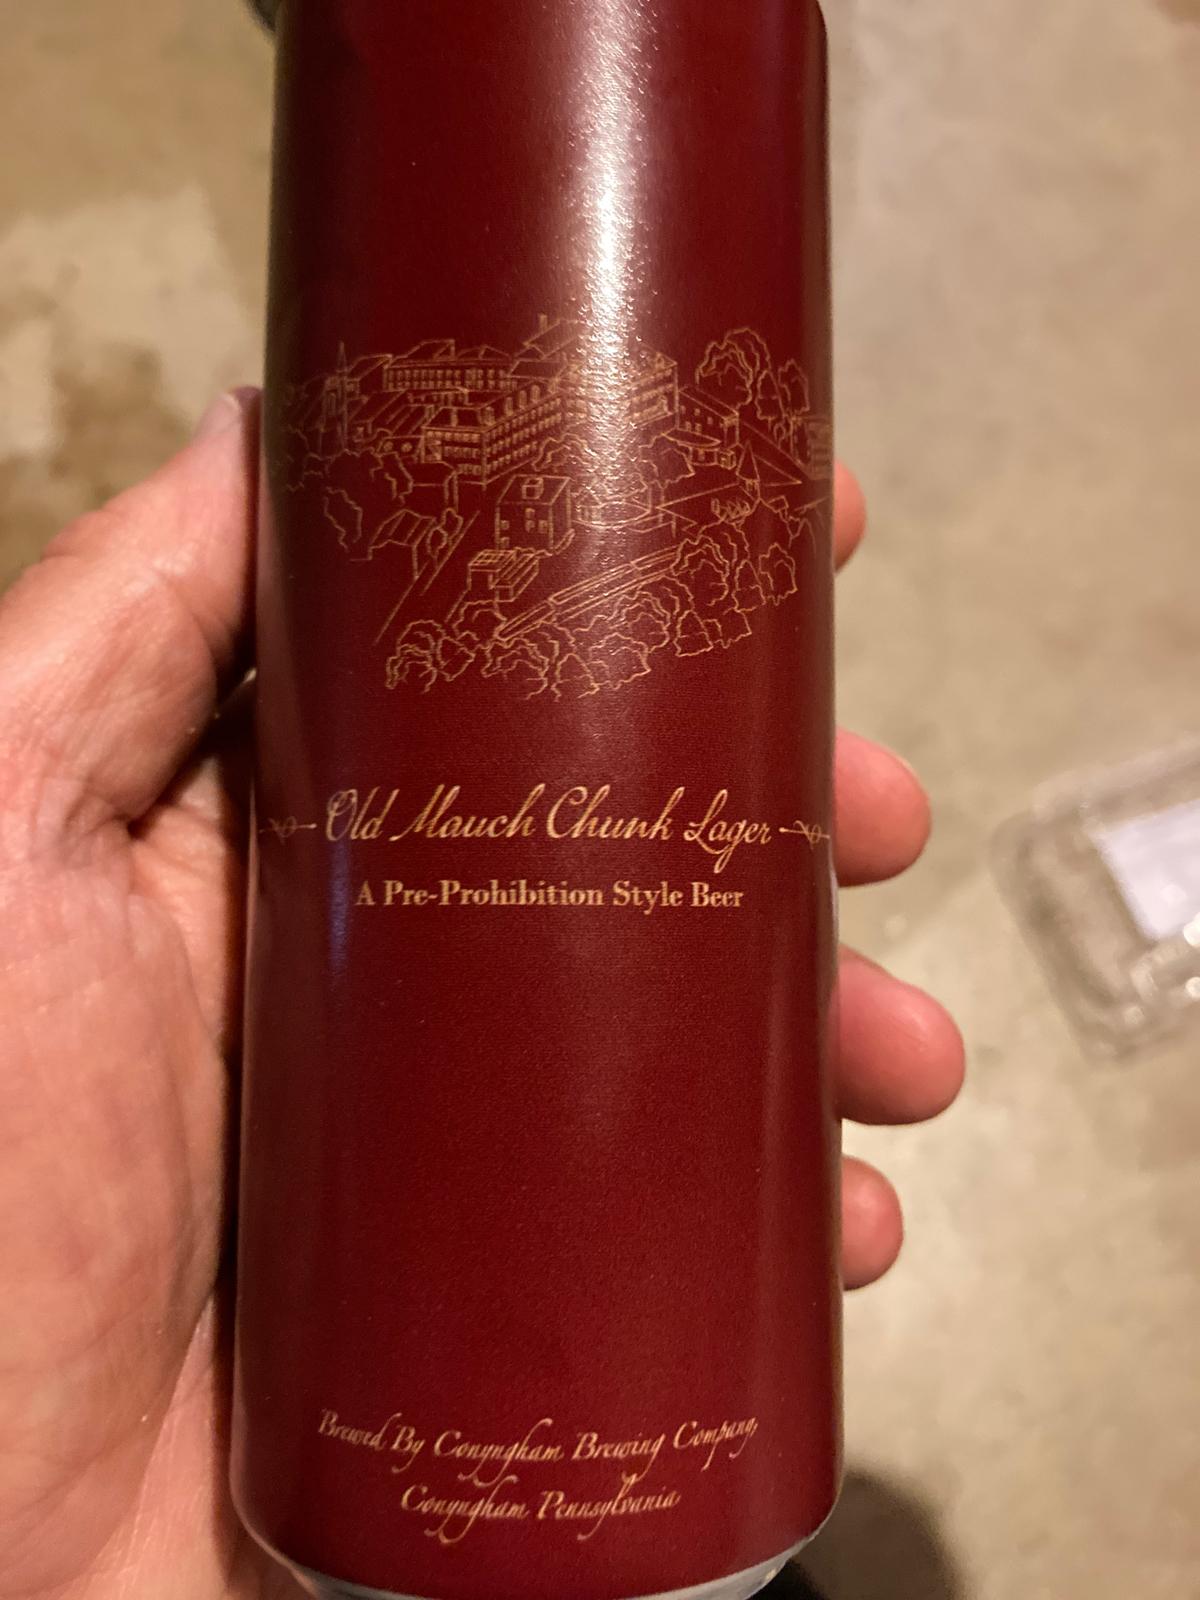 Old Mauch Chunk Lager
A Pre-Prohibition Style Beer
Brewed By Conyngham Brewing Company,
Conyngham Pennsylvania